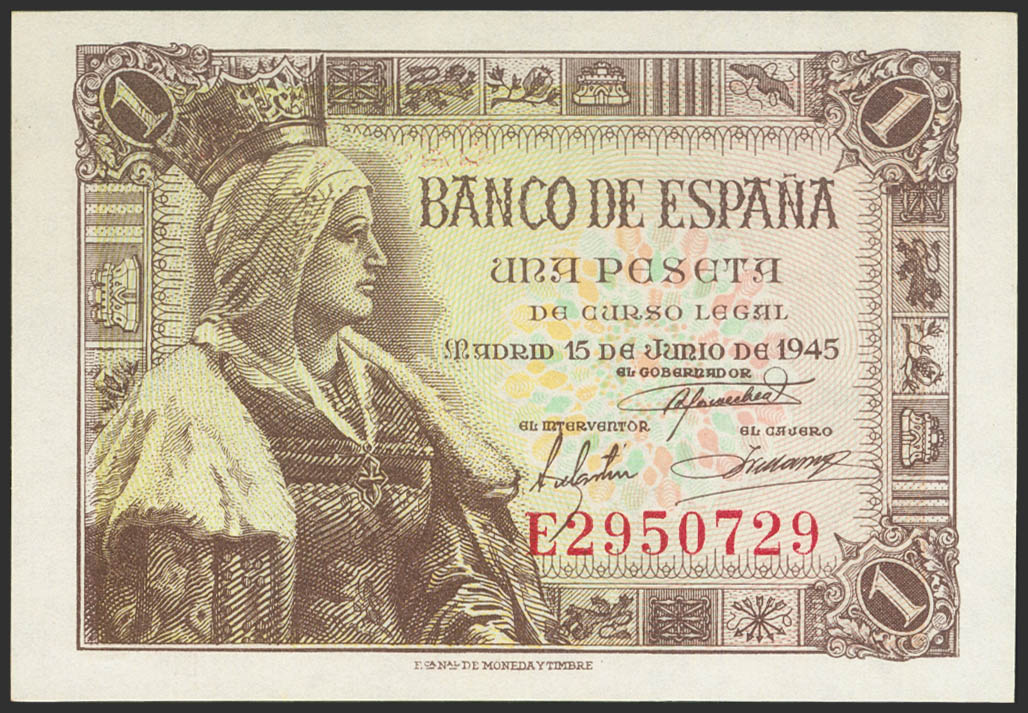 1
1
BANCO DE ESPAÑA
UNA PESETA
DE CURSO LEGAL
MADRID 15 DE JUNIO DE 1945
EL GOBERNADOR
EL INTERVENTOR EL CAJERO
E2950729
1
F. CA NAL DE MONEDA Y TIMBRE